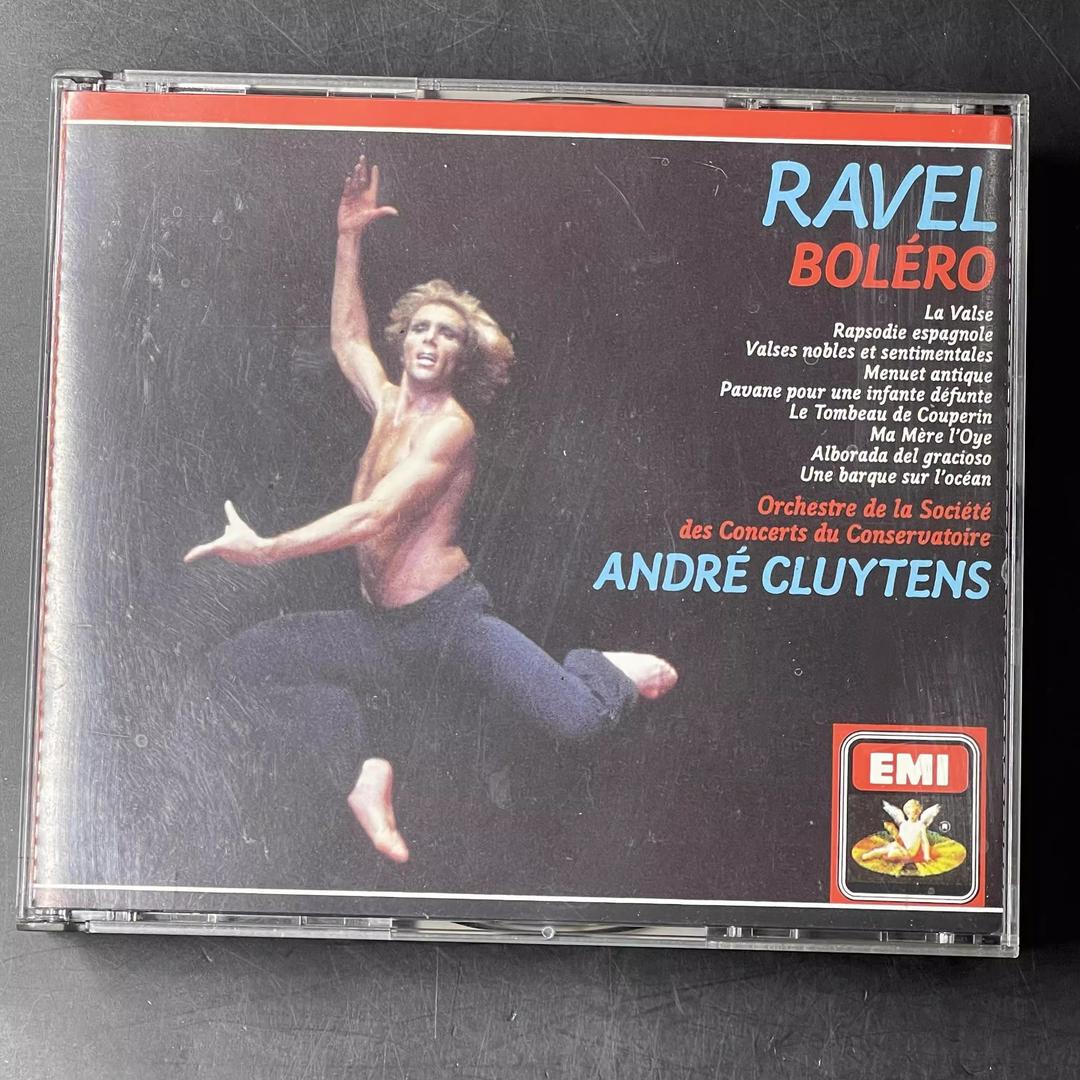 RAVEL
BOLÉRO
La Valse
Rapsodie espagnole
Valses nobles et sentimentales
Menuet antique
Pavane pour une infante défunte
Le Tombeau de Couperin
Ma Mère l'Oye
Alborada del gracioso
Une barque sur l'océan
Orchestre de la Société
des Concerts du Conservatoire
ANDRÉ CLUYTENS
EMI
®